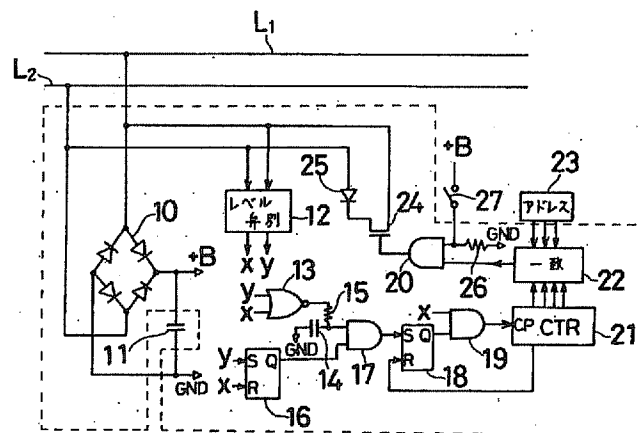 L₁
L₂
10
+B
11
GND
レベル
弁別
12
x y
25
24
+B
27
23
アドレス
GND
20
26
一致
22
y
x
13
15
14
GND
17
y
x
S Q
R
16
S Q
R
18
x
19
CP CTR
21